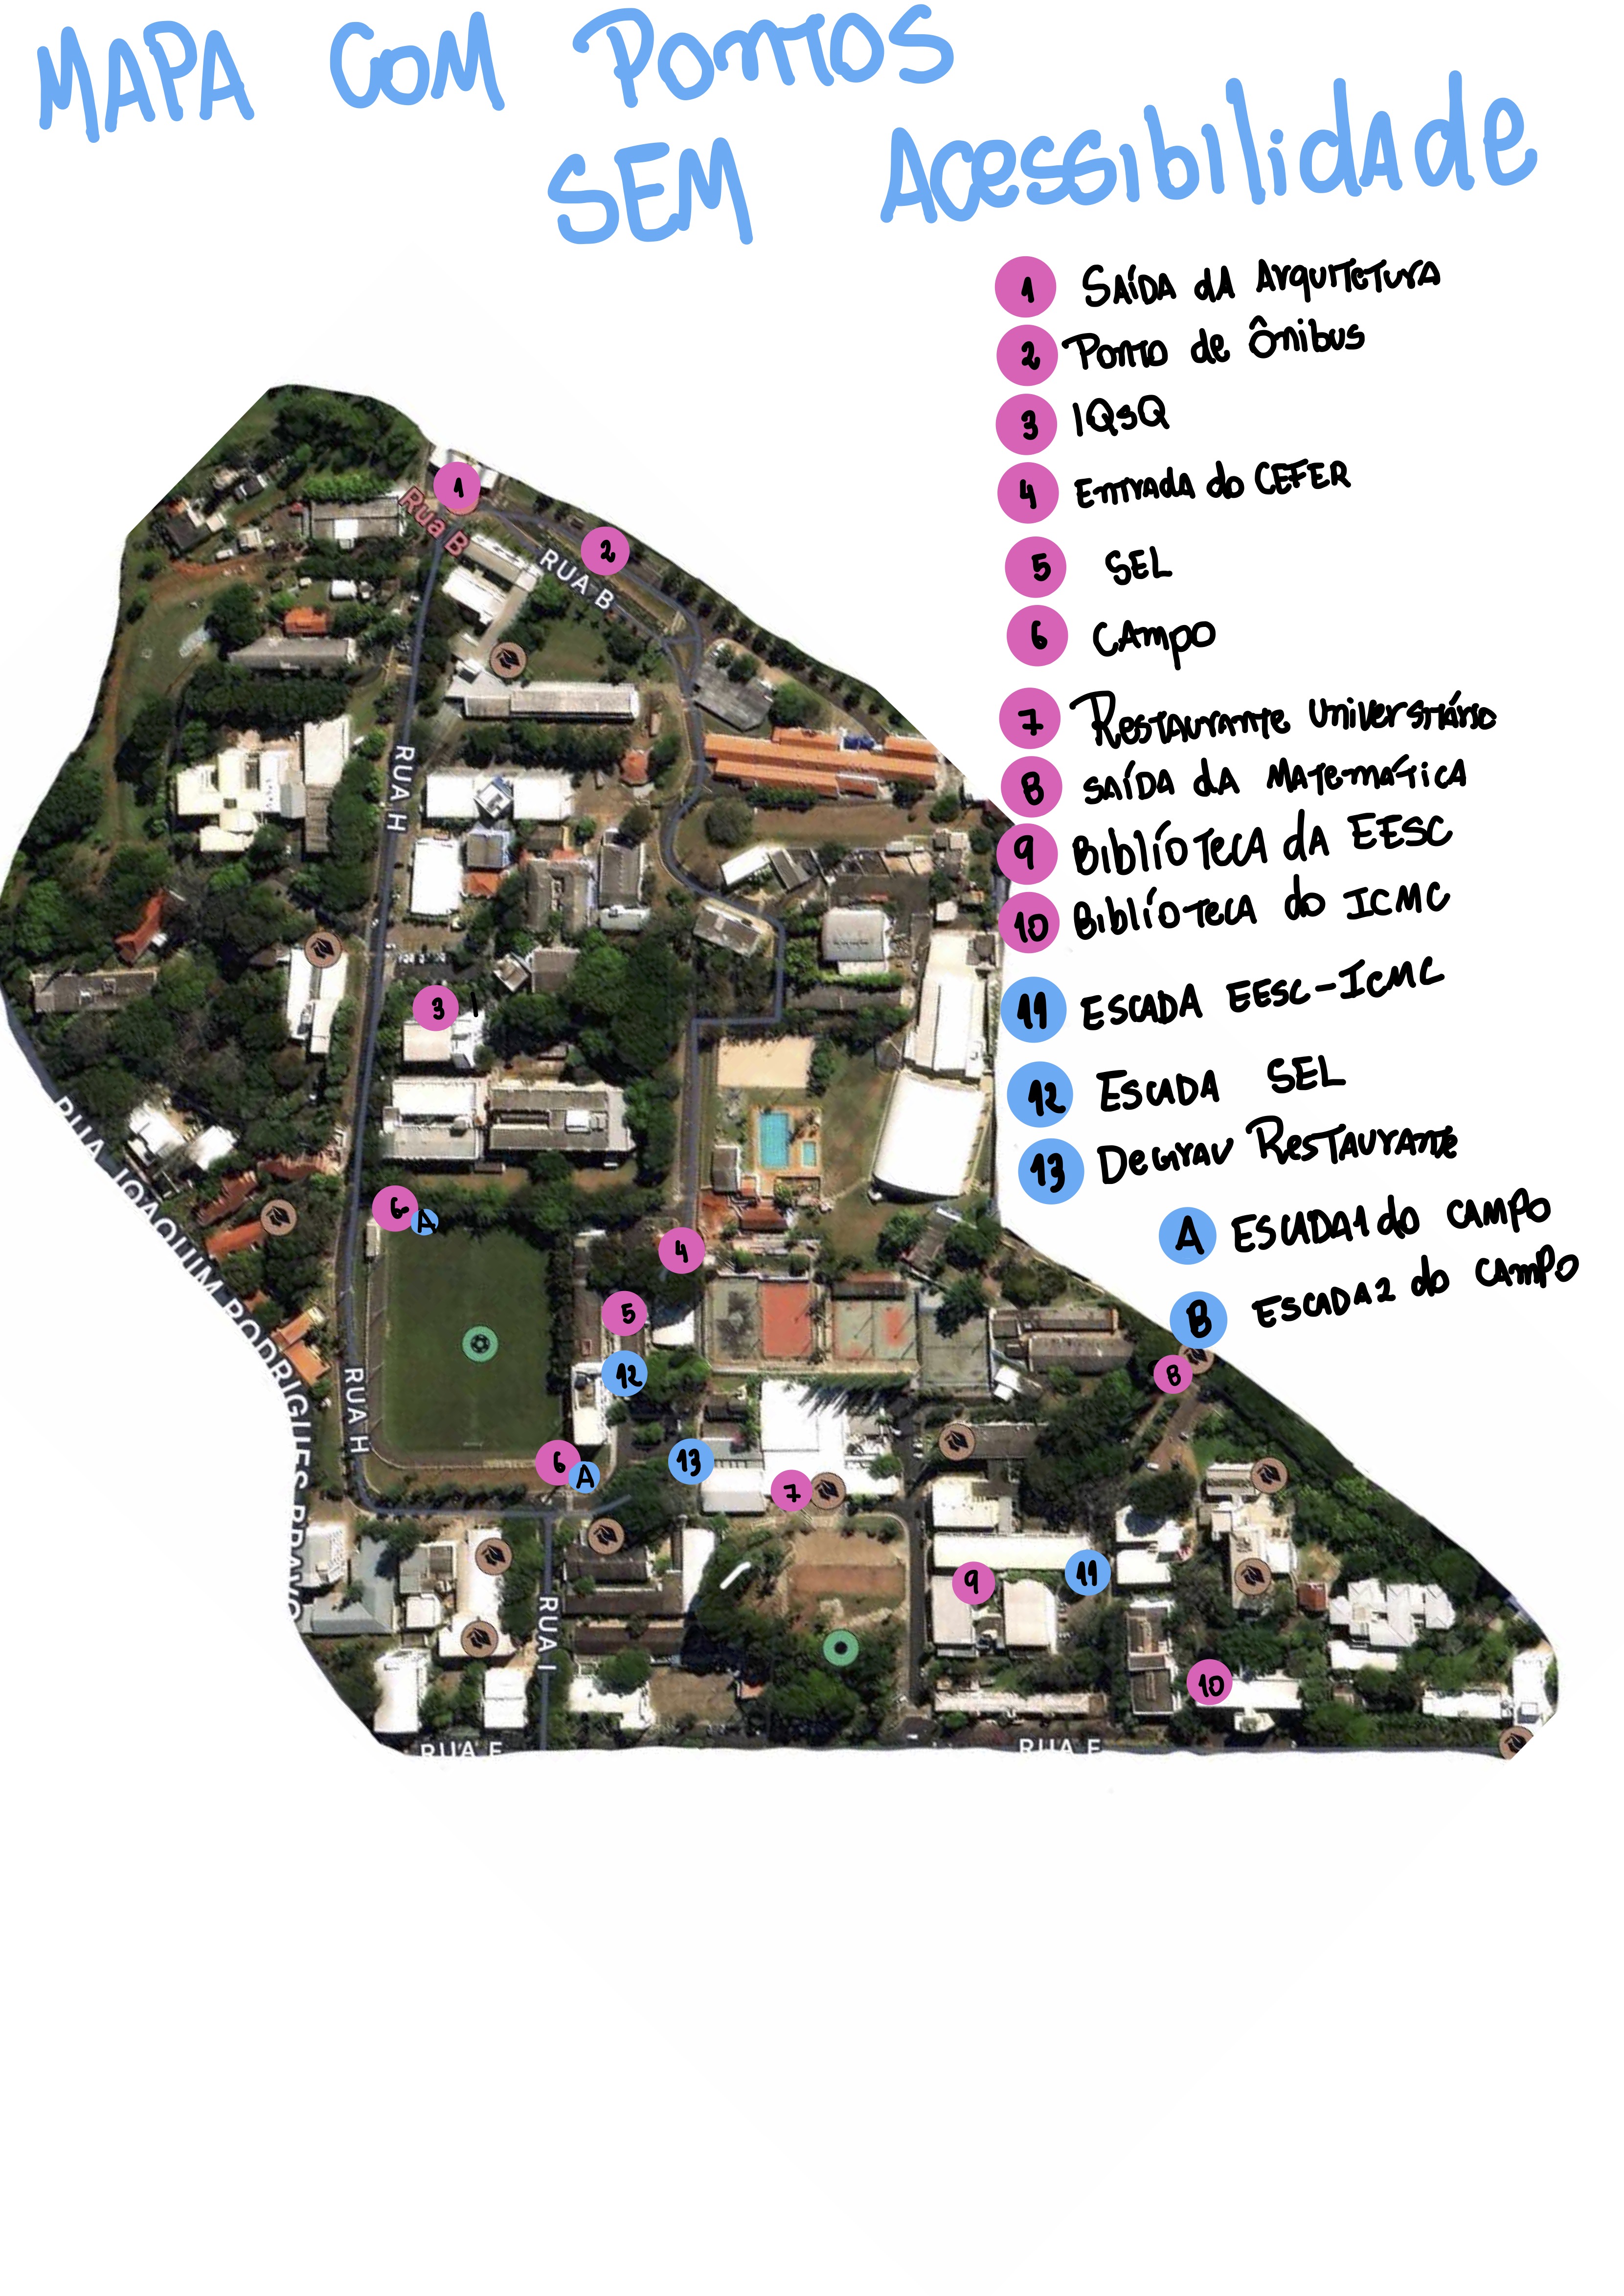 MAPA COM PONTOS
SEM Acessibilidade
1 SAÍDA DA ARQUITETURA
2 PONTO de Ônibus
3 IQSQ
4 ENTRADA do CEFER
5 SEL
6 CAMPO
7 RESTAURANTE Universitário
8 SAÍDA DA MATEMÁTICA
9 BIBLÍOTECA DA EESC
10 BIBLÍOTECA do ICMC
11 ESCADA EESC-ICMC
12 ESCADA SEL
13 Degrau RESTAURANTE
A ESCADA1 do CAMPO
B ESCADA2 do CAMPO
1
Rua B
2
RUA B
RUA H
3
RUA JOAQUIM RODRIGUES BRAVO
6 A
4
5
12
RUA H
8
6 A
13
7
9
11
RUA I
10
RUA E
RUA E